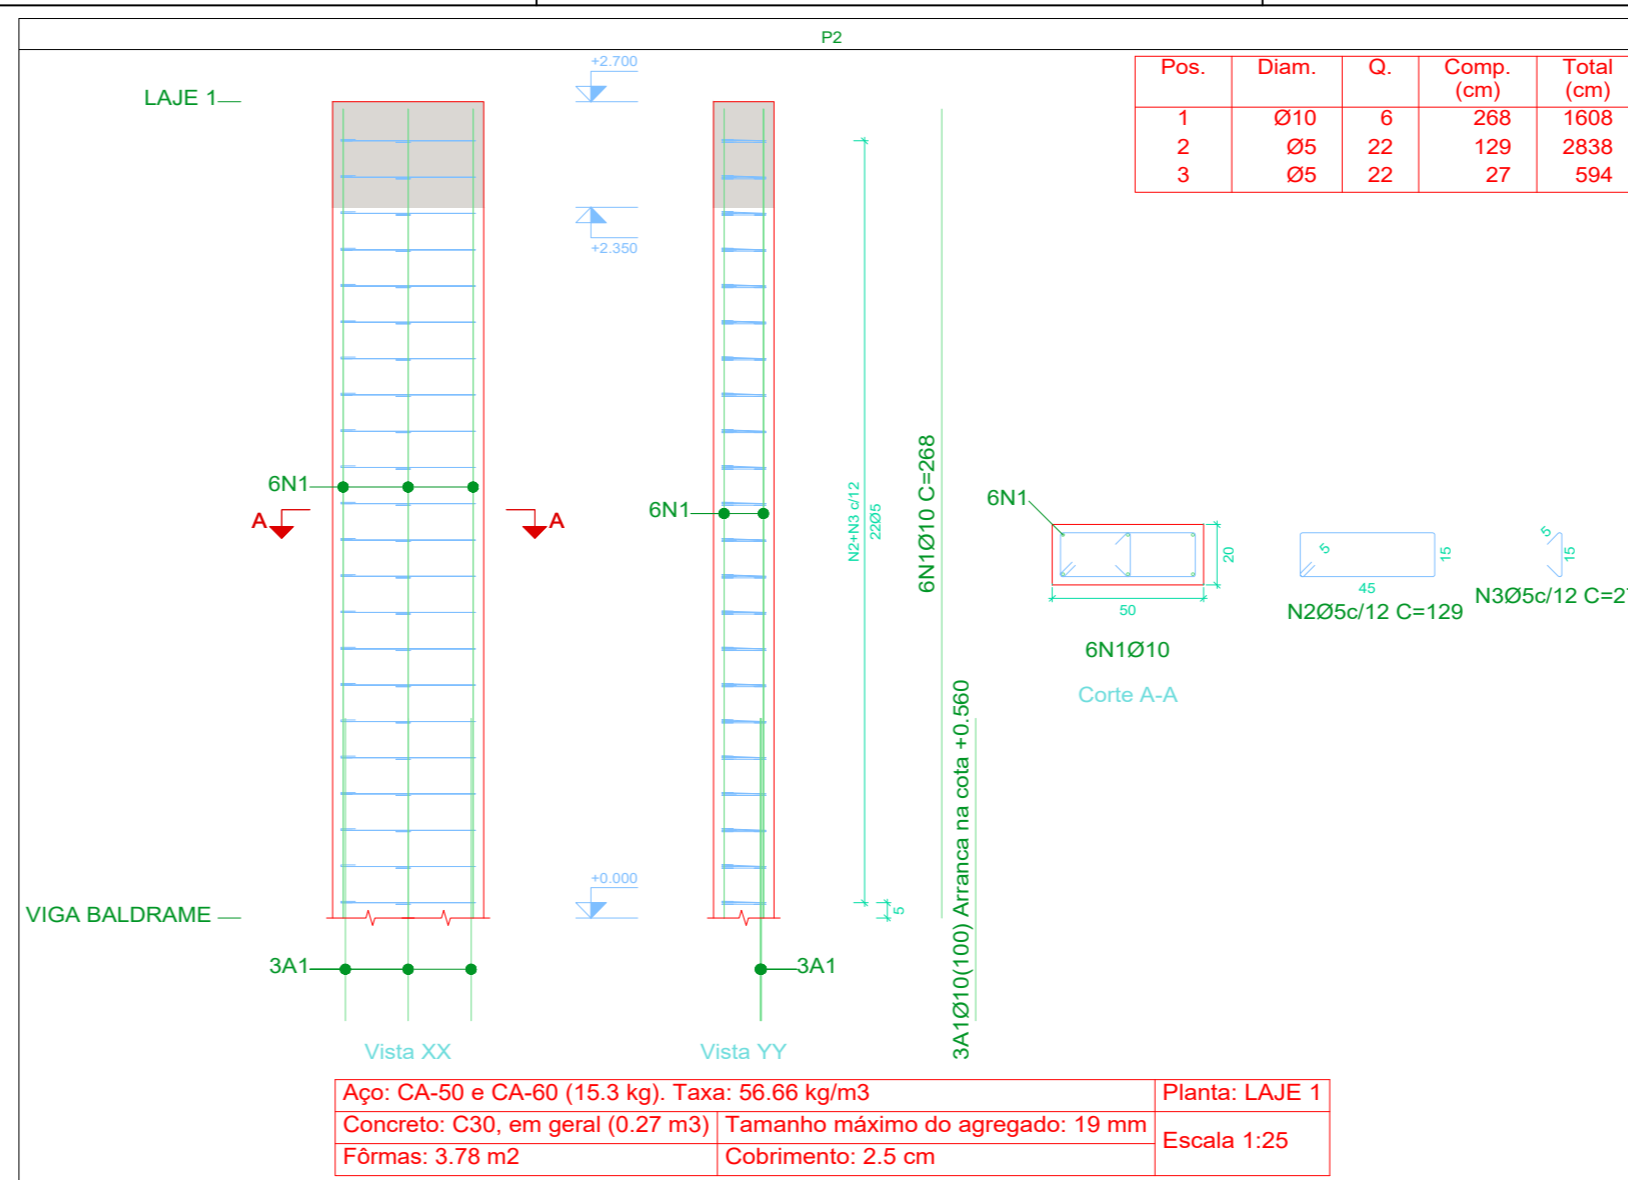 P2
LAJE 1
+2.700
+2.350
Pos. Diam. Q. Comp. (cm) Total (cm)
1 Ø10 6 268 1608
2 Ø5 22 129 2838
3 Ø5 22 27 594
6N1
A
A
6N1
N2+N3 c/12
22Ø5
6N1Ø10 C=268
6N1
20
50
6N1Ø10
Corte A-A
5
15
45
N2Ø5c/12 C=129
5
15
N3Ø5c/12 C=2
3A1Ø10(100) Arranca na cota +0.560
VIGA BALDRAME
+0.000
5
3A1
3A1
Vista XX
Vista YY
Aço: CA-50 e CA-60 (15.3 kg). Taxa: 56.66 kg/m3
Planta: LAJE 1
Concreto: C30, em geral (0.27 m3)
Tamanho máximo do agregado: 19 mm
Escala 1:25
Fôrmas: 3.78 m2
Cobrimento: 2.5 cm